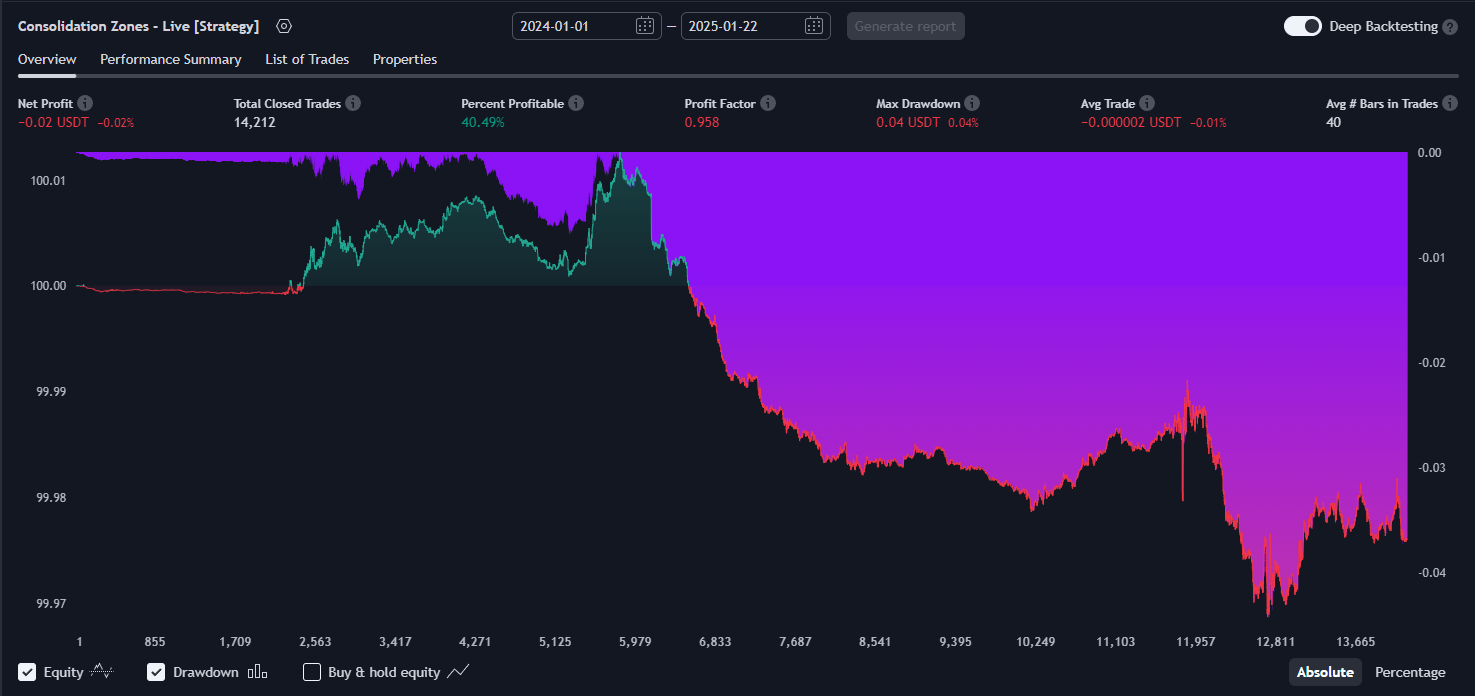 Consolidation Zones - Live [Strategy]
2024-01-01 — 2025-01-22
Generate report
Deep Backtesting ?
Overview Performance Summary List of Trades Properties
Net Profit Total Closed Trades Percent Profitable Profit Factor Max Drawdown Avg Trade Avg # Bars in Trades
−0.02 USDT −0.02% 14,212 40.49% 0.958 0.04 USDT 0.04% −0.000002 USDT −0.01% 40
0.00
100.01
-0.01
100.00
-0.02
99.99
-0.03
99.98
-0.04
99.97
1 855 1,709 2,563 3,417 4,271 5,125 5,979 6,833 7,687 8,541 9,395 10,249 11,103 11,957 12,811 13,665
Equity Drawdown Buy & hold equity Absolute Percentage